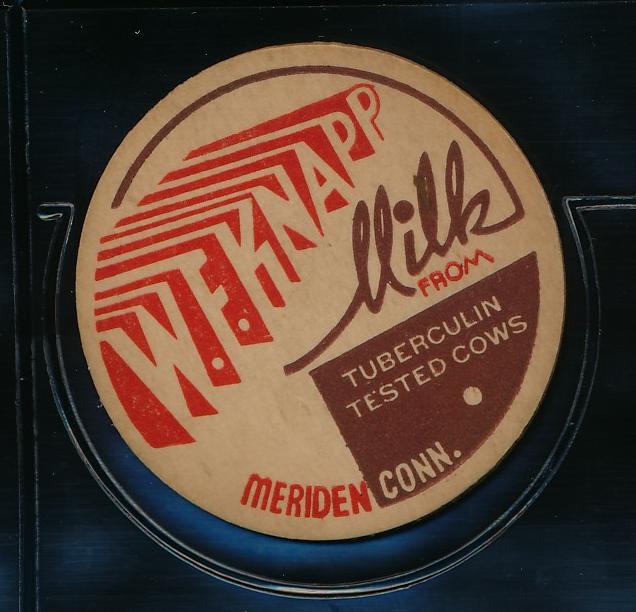 W.F. KNAPP
Milk
FROM
TUBERCULIN
TESTED COWS
MERIDEN CONN.